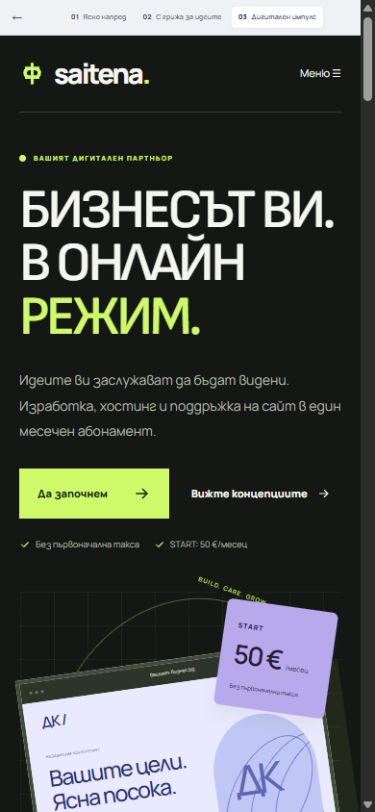 ← 01 Ясно напред 02 С грижа за идеите 03 Дигитален импулс
saitena.
Меню ☰
ВАШИЯТ ДИГИТАЛЕН ПАРТНЬОР
БИЗНЕСЪТ ВИ.
В ОНЛАЙН
РЕЖИМ.
Идеите ви заслужават да бъдат видени.
Изработка, хостинг и поддръжка на сайт в един
месечен абонамент.
Да започнем →
Вижте концепциите →
✓ Без първоначална такса ✓ START: 50 €/месец
BUILD. CARE. GROW.
START
50 € /месец
Без първоначална такса
ДК /
Вашите цели.
Ясна посока.
ДК